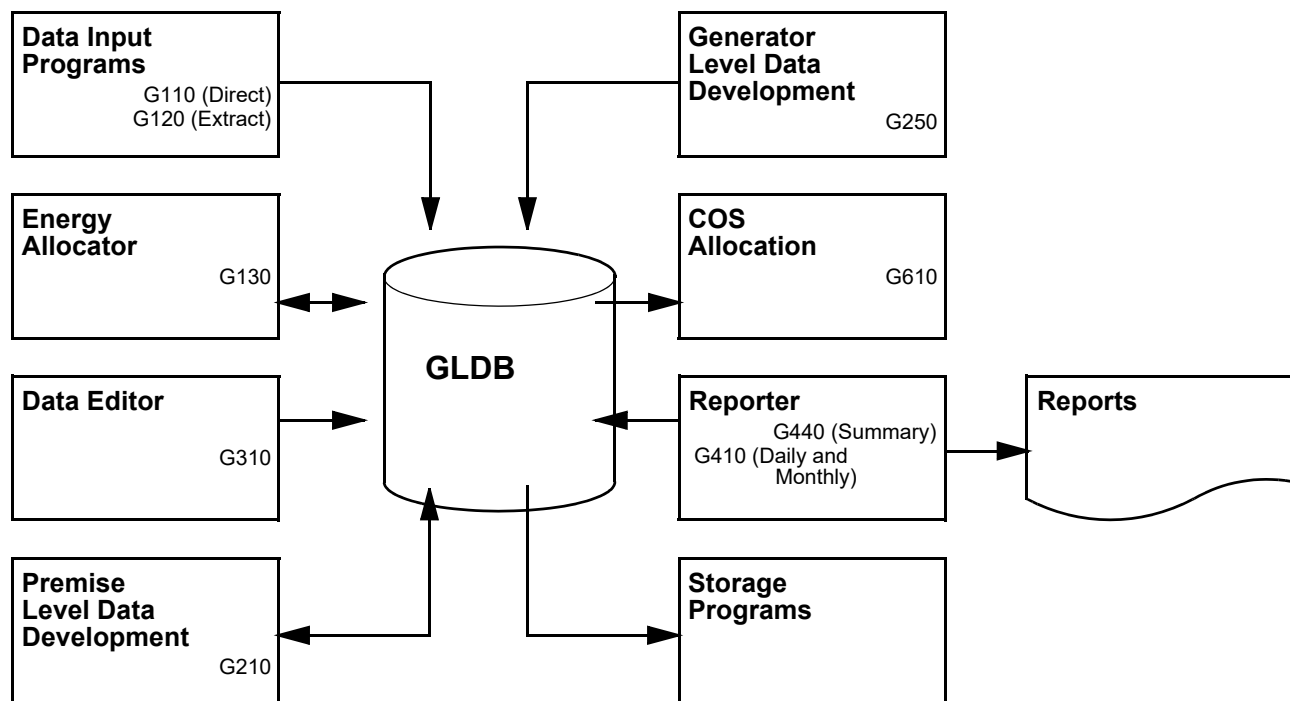 Data Input
Programs
G110 (Direct)
G120 (Extract)
Generator
Level Data
Development
G250
Energy
Allocator
G130
COS
Allocation
G610
GLDB
Data Editor
G310
Reporter
G440 (Summary)
G410 (Daily and
Monthly)
Reports
Premise
Level Data
Development
G210
Storage
Programs